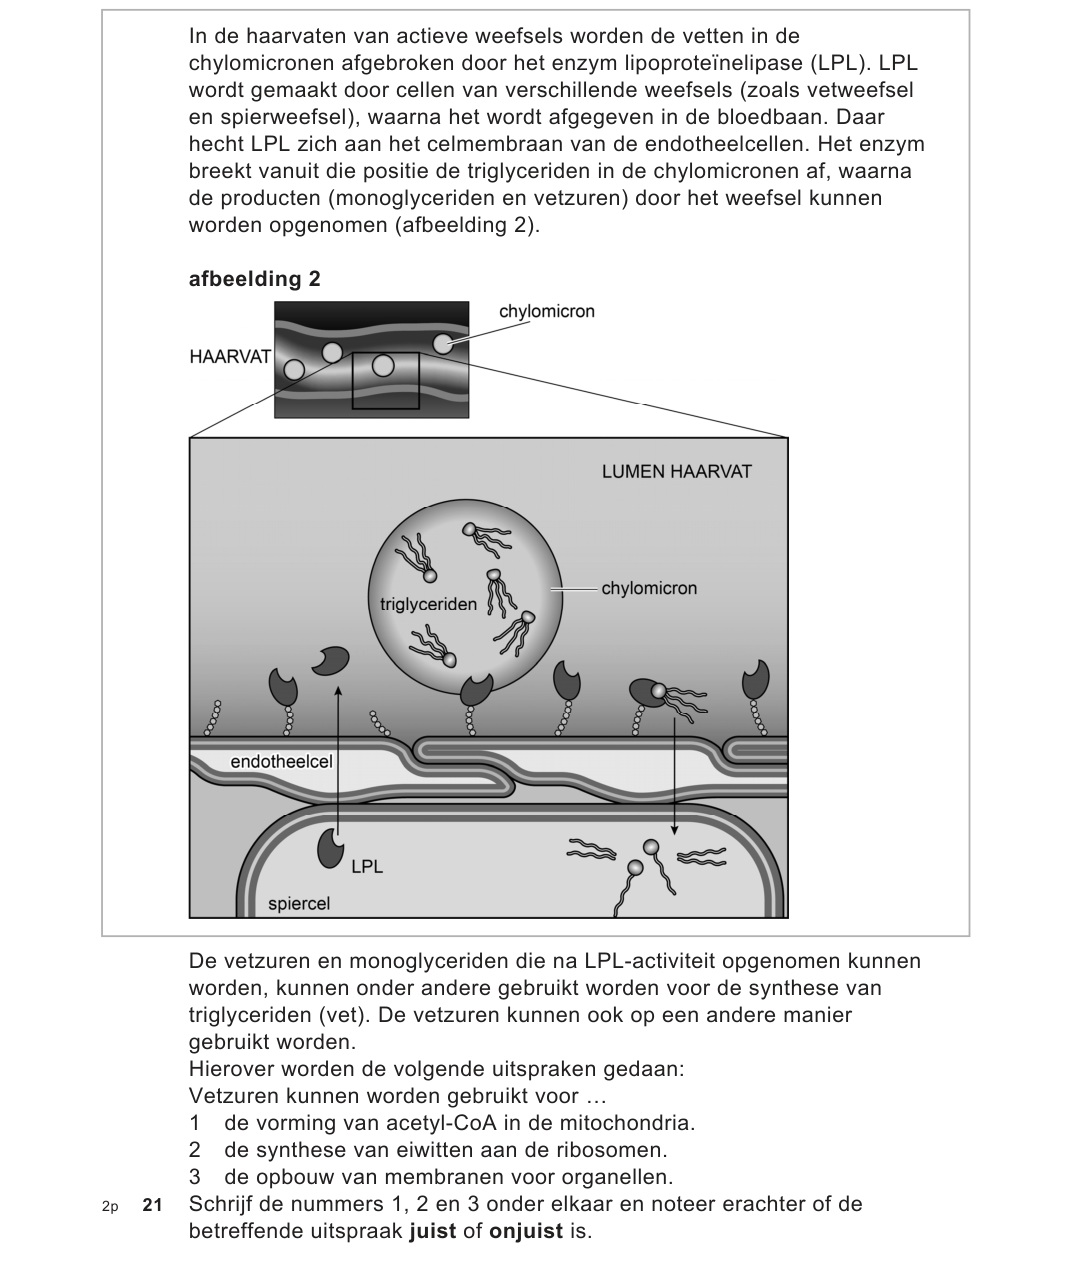 In de haarvaten van actieve weefsels worden de vetten in de
chylomicronen afgebroken door het enzym lipoproteïnelipase (LPL). LPL
wordt gemaakt door cellen van verschillende weefsels (zoals vetweefsel
en spierweefsel), waarna het wordt afgegeven in de bloedbaan. Daar
hecht LPL zich aan het celmembraan van de endotheelcellen. Het enzym
breekt vanuit die positie de triglyceriden in de chylomicronen af, waarna
de producten (monoglyceriden en vetzuren) door het weefsel kunnen
worden opgenomen (afbeelding 2).
afbeelding 2
chylomicron
HAARVAT
LUMEN HAARVAT
chylomicron
triglyceriden
endotheelcel
LPL
spiercel
De vetzuren en monoglyceriden die na LPL-activiteit opgenomen kunnen
worden, kunnen onder andere gebruikt worden voor de synthese van
triglyceriden (vet). De vetzuren kunnen ook op een andere manier
gebruikt worden.
Hierover worden de volgende uitspraken gedaan:
Vetzuren kunnen worden gebruikt voor …
1 de vorming van acetyl-CoA in de mitochondria.
2 de synthese van eiwitten aan de ribosomen.
3 de opbouw van membranen voor organellen.
2p 21 Schrijf de nummers 1, 2 en 3 onder elkaar en noteer erachter of de
betreffende uitspraak juist of onjuist is.